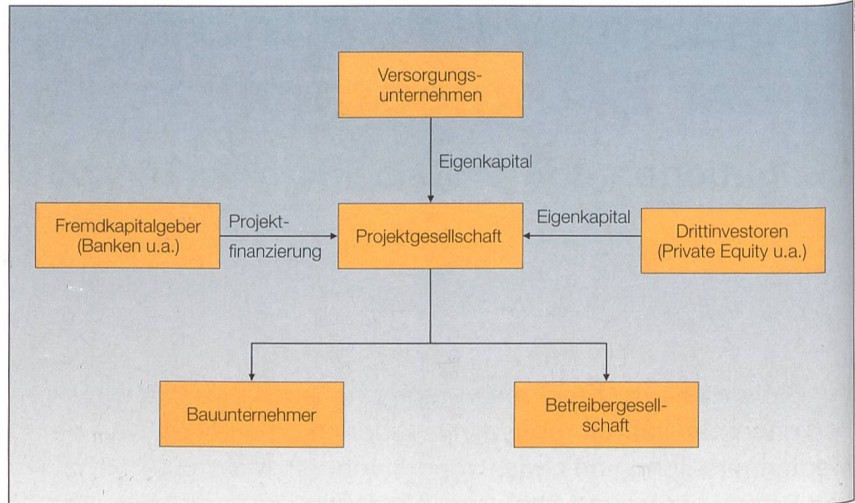 Versorgungs-
unternehmen
Eigenkapital
Fremdkapitalgeber
(Banken u.a.)
Projekt-
finanzierung
Projektgesellschaft
Eigenkapital
Drittinvestoren
(Private Equity u.a.)
Bauunternehmer
Betreibergesell-
schaft